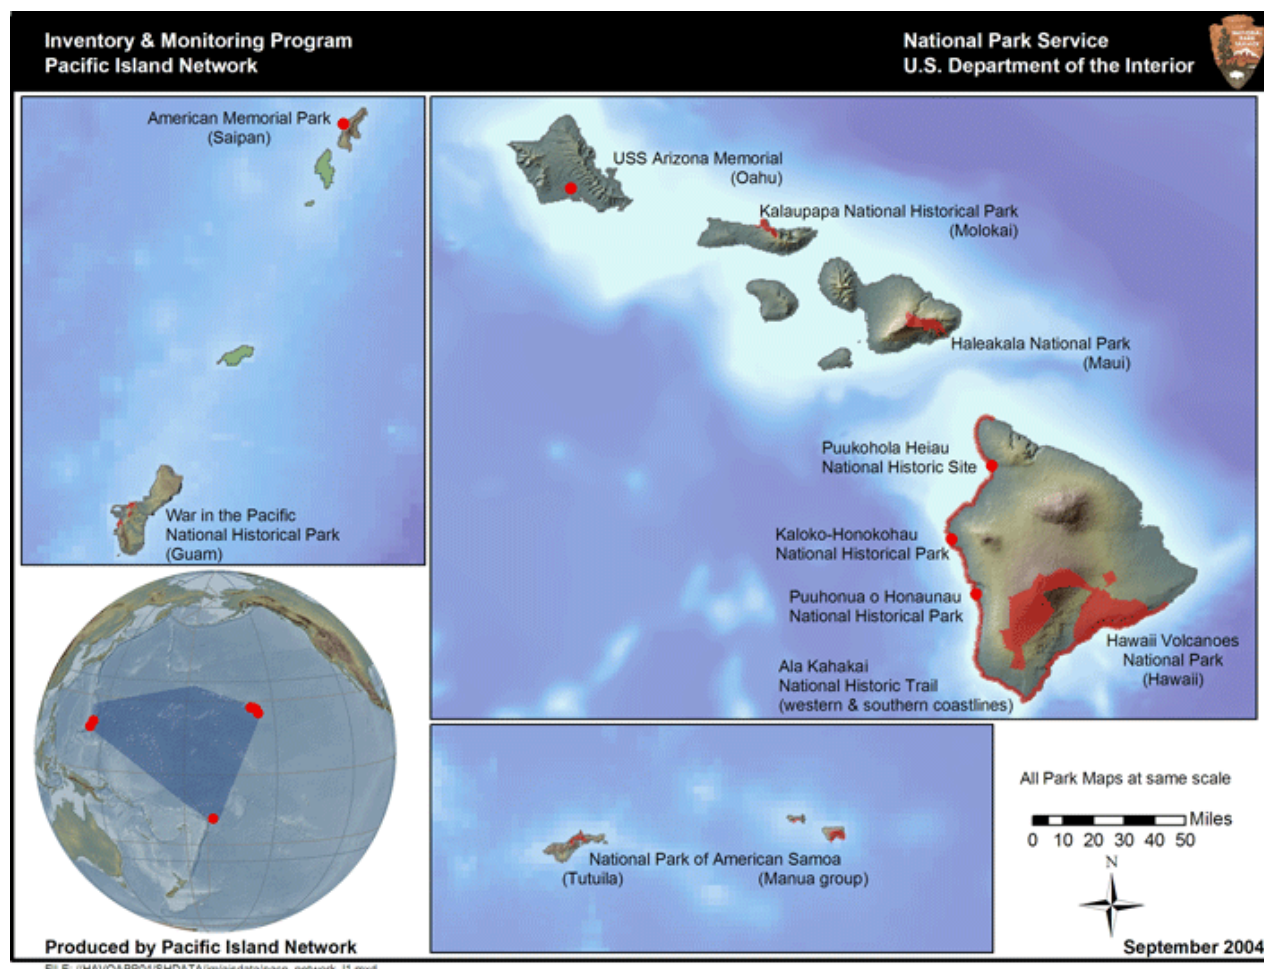 Inventory & Monitoring Program
Pacific Island Network
National Park Service
U.S. Department of the Interior
NATIONAL
PARK
SERVICE
American Memorial Park
(Saipan)
War in the Pacific
National Historical Park
(Guam)
USS Arizona Memorial
(Oahu)
Kalaupapa National Historical Park
(Molokai)
Haleakala National Park
(Maui)
Puukohola Heiau
National Historic Site
Kaloko-Honokohau
National Historical Park
Puuhonua o Honaunau
National Historical Park
Ala Kahakai
National Historic Trail
(western & southern coastlines)
Hawaii Volcanoes
National Park
(Hawaii)
National Park of American Samoa
(Tutuila)
(Manua group)
All Park Maps at same scale
Miles
0 10 20 30 40 50
N
Produced by Pacific Island Network
September 2004